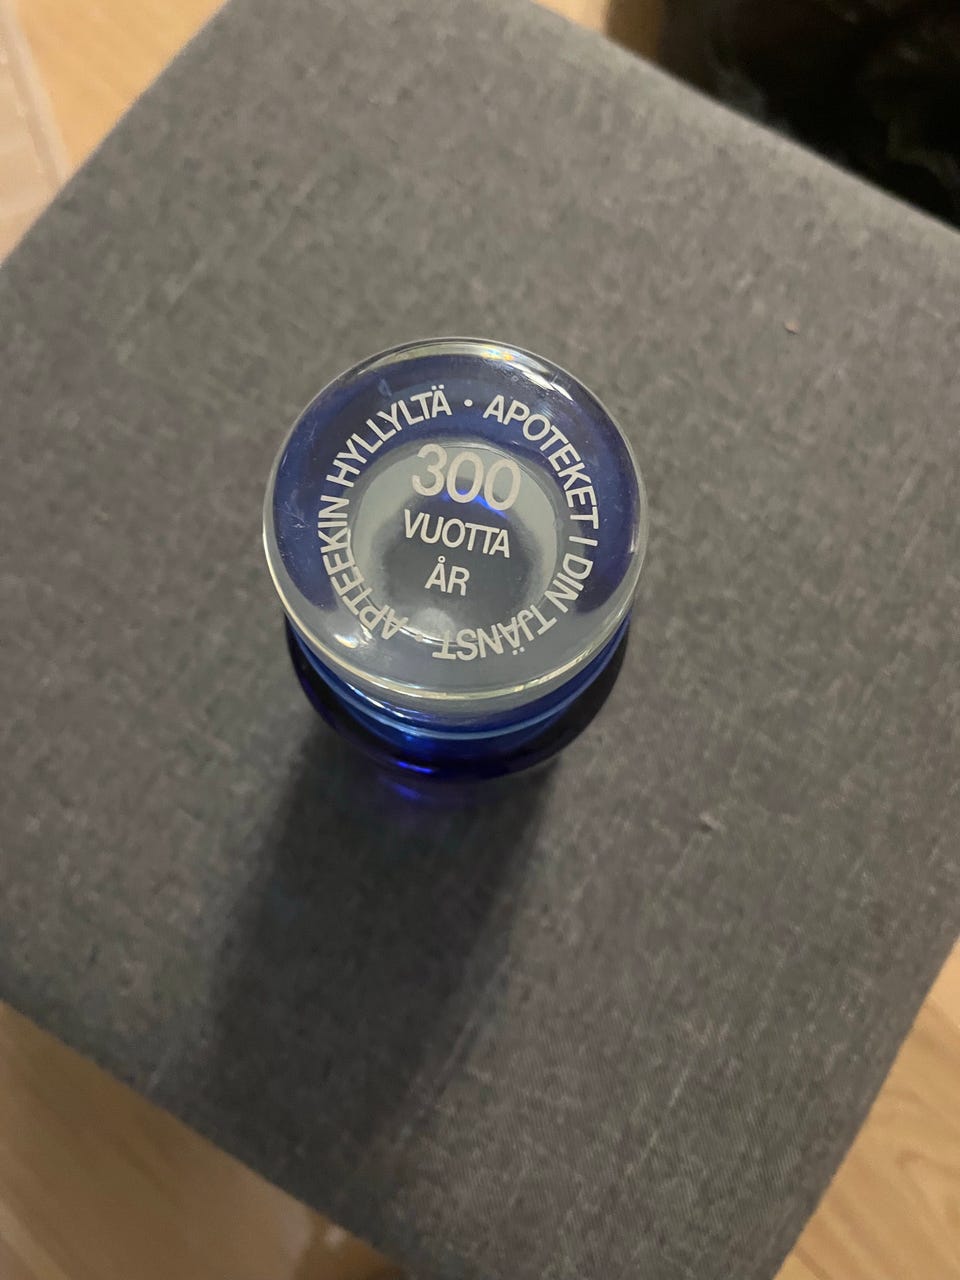 APTEEKIN HYLLYLTÄ • APOTEKET I DIN TJÄNST •
300
VUOTTA
ÅR